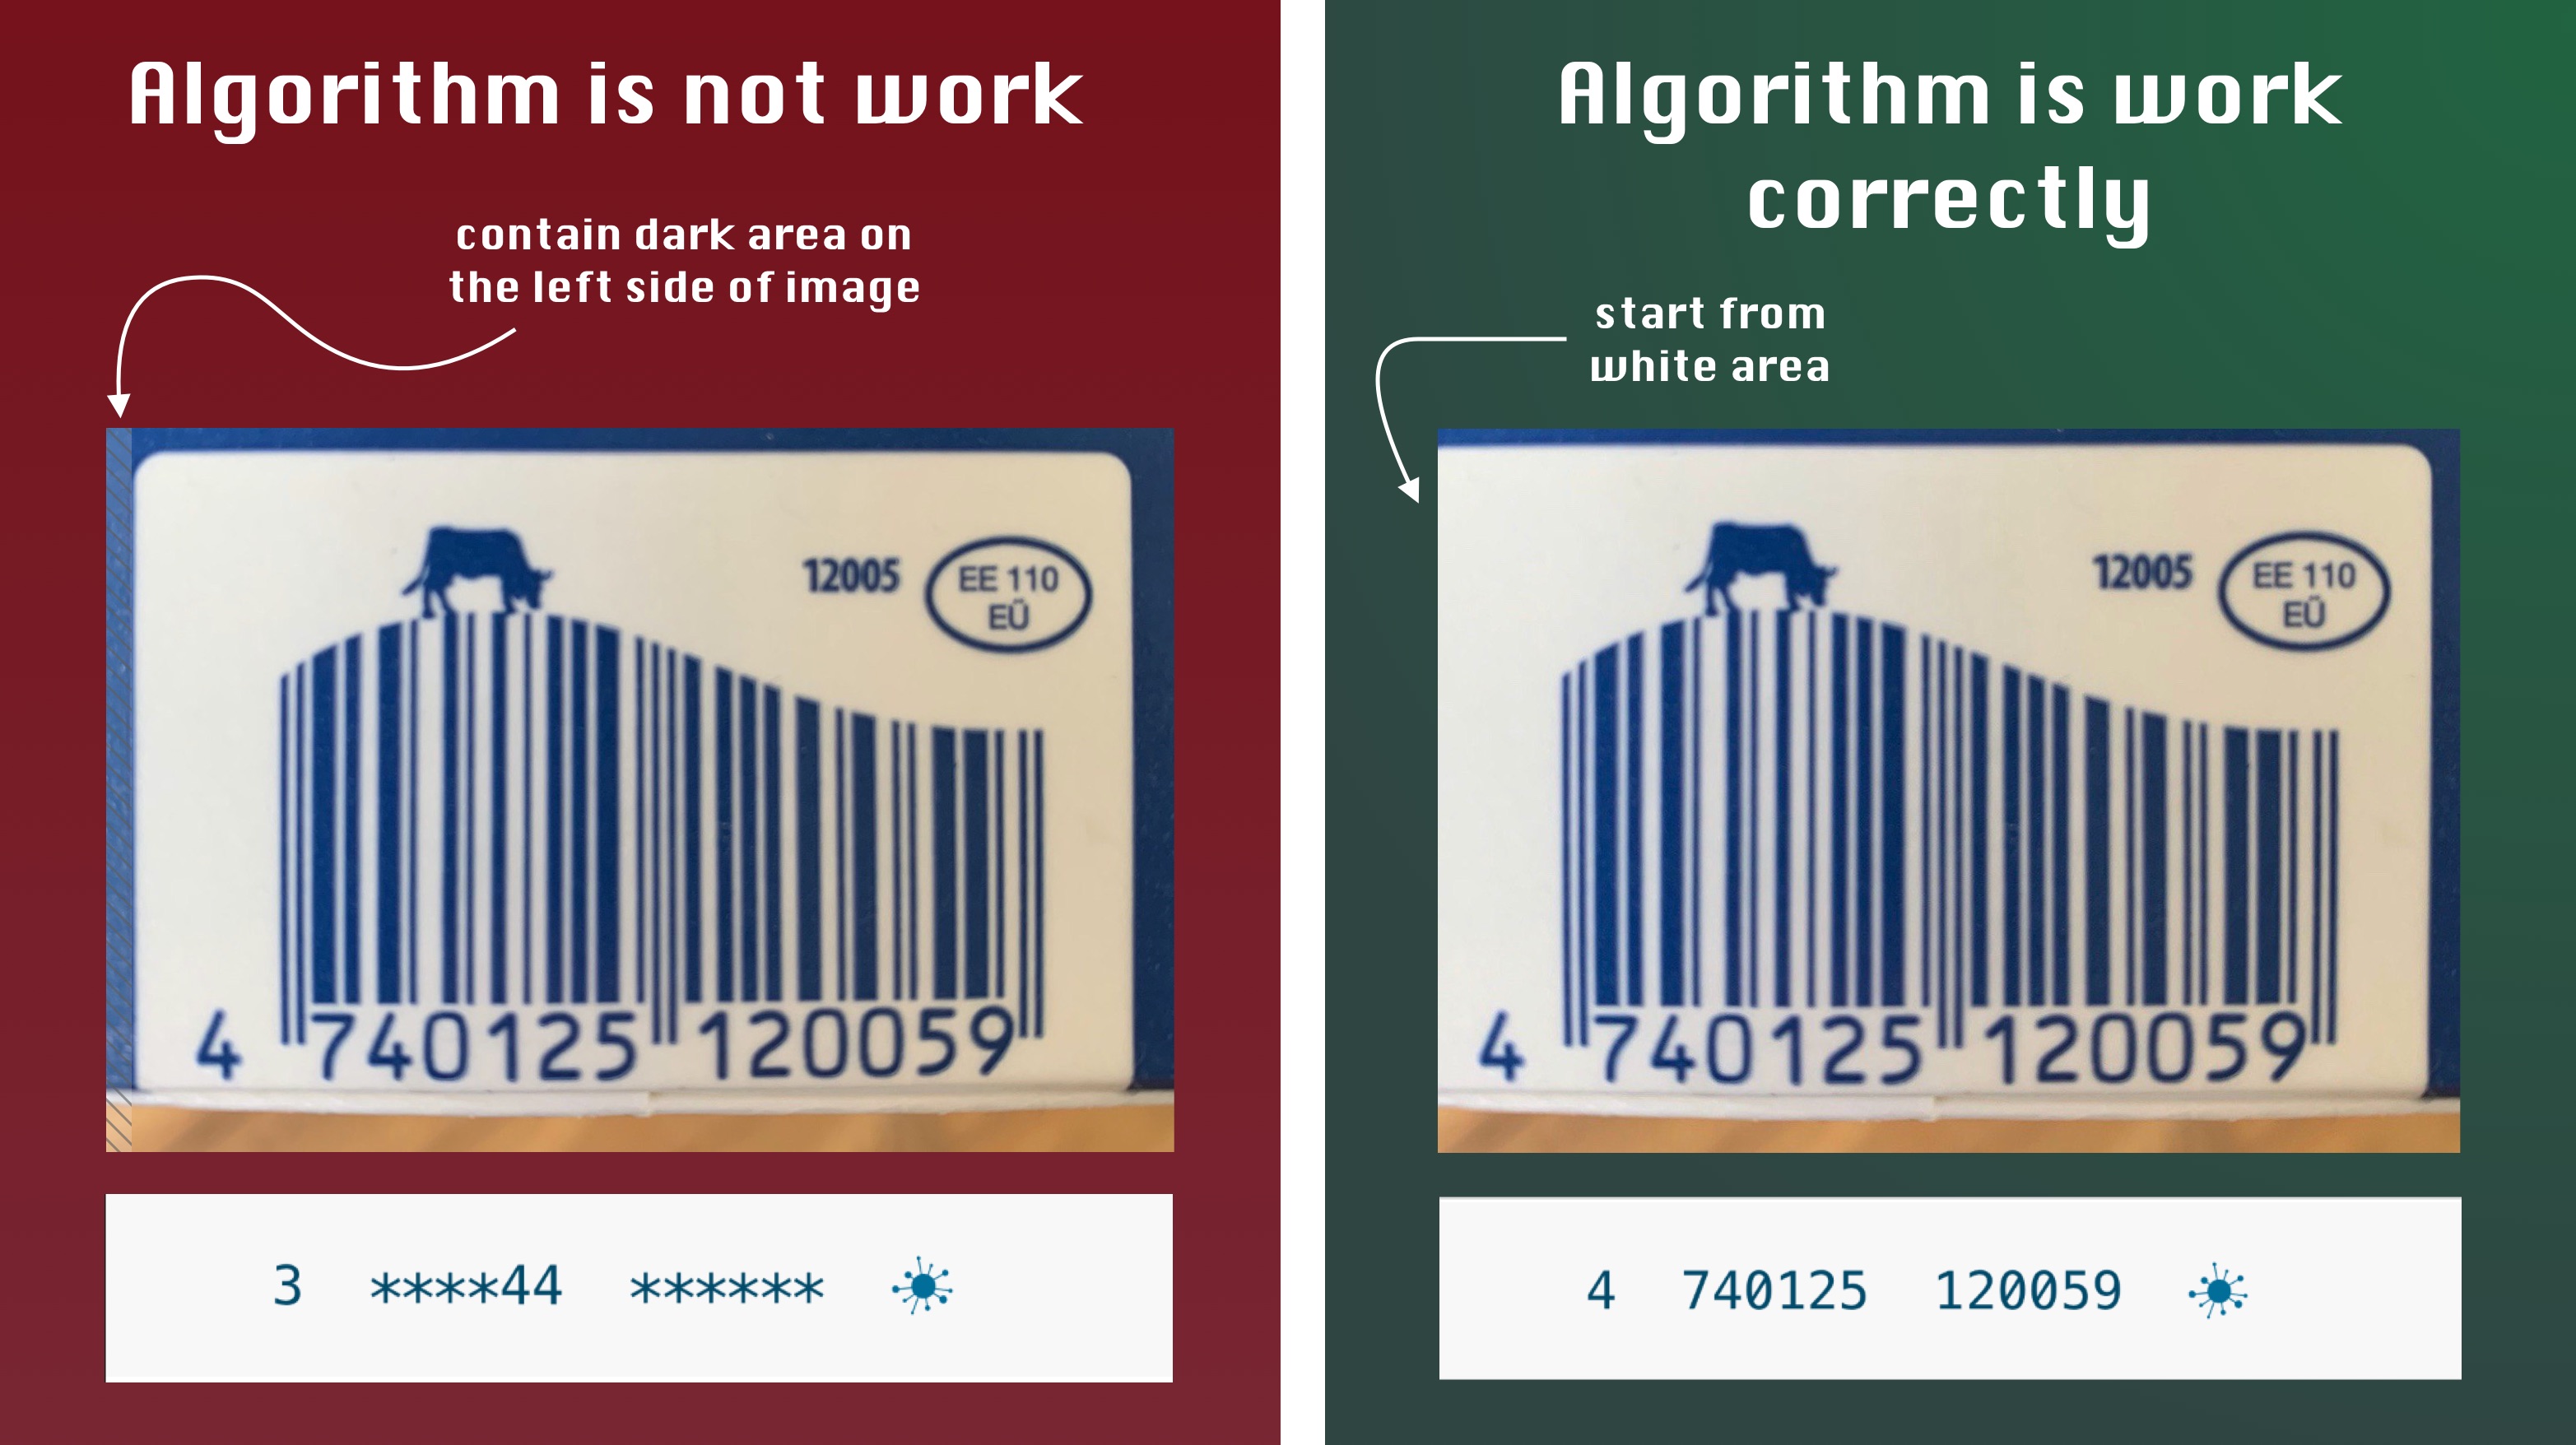 Algorithm is not work
contain dark area on
the left side of image
12005
EE 110
EÜ
4 740125 120059
3 ****44 ******
Algorithm is work
correctly
start from
white area
12005
EE 110
EÜ
4 740125 120059
4 740125 120059